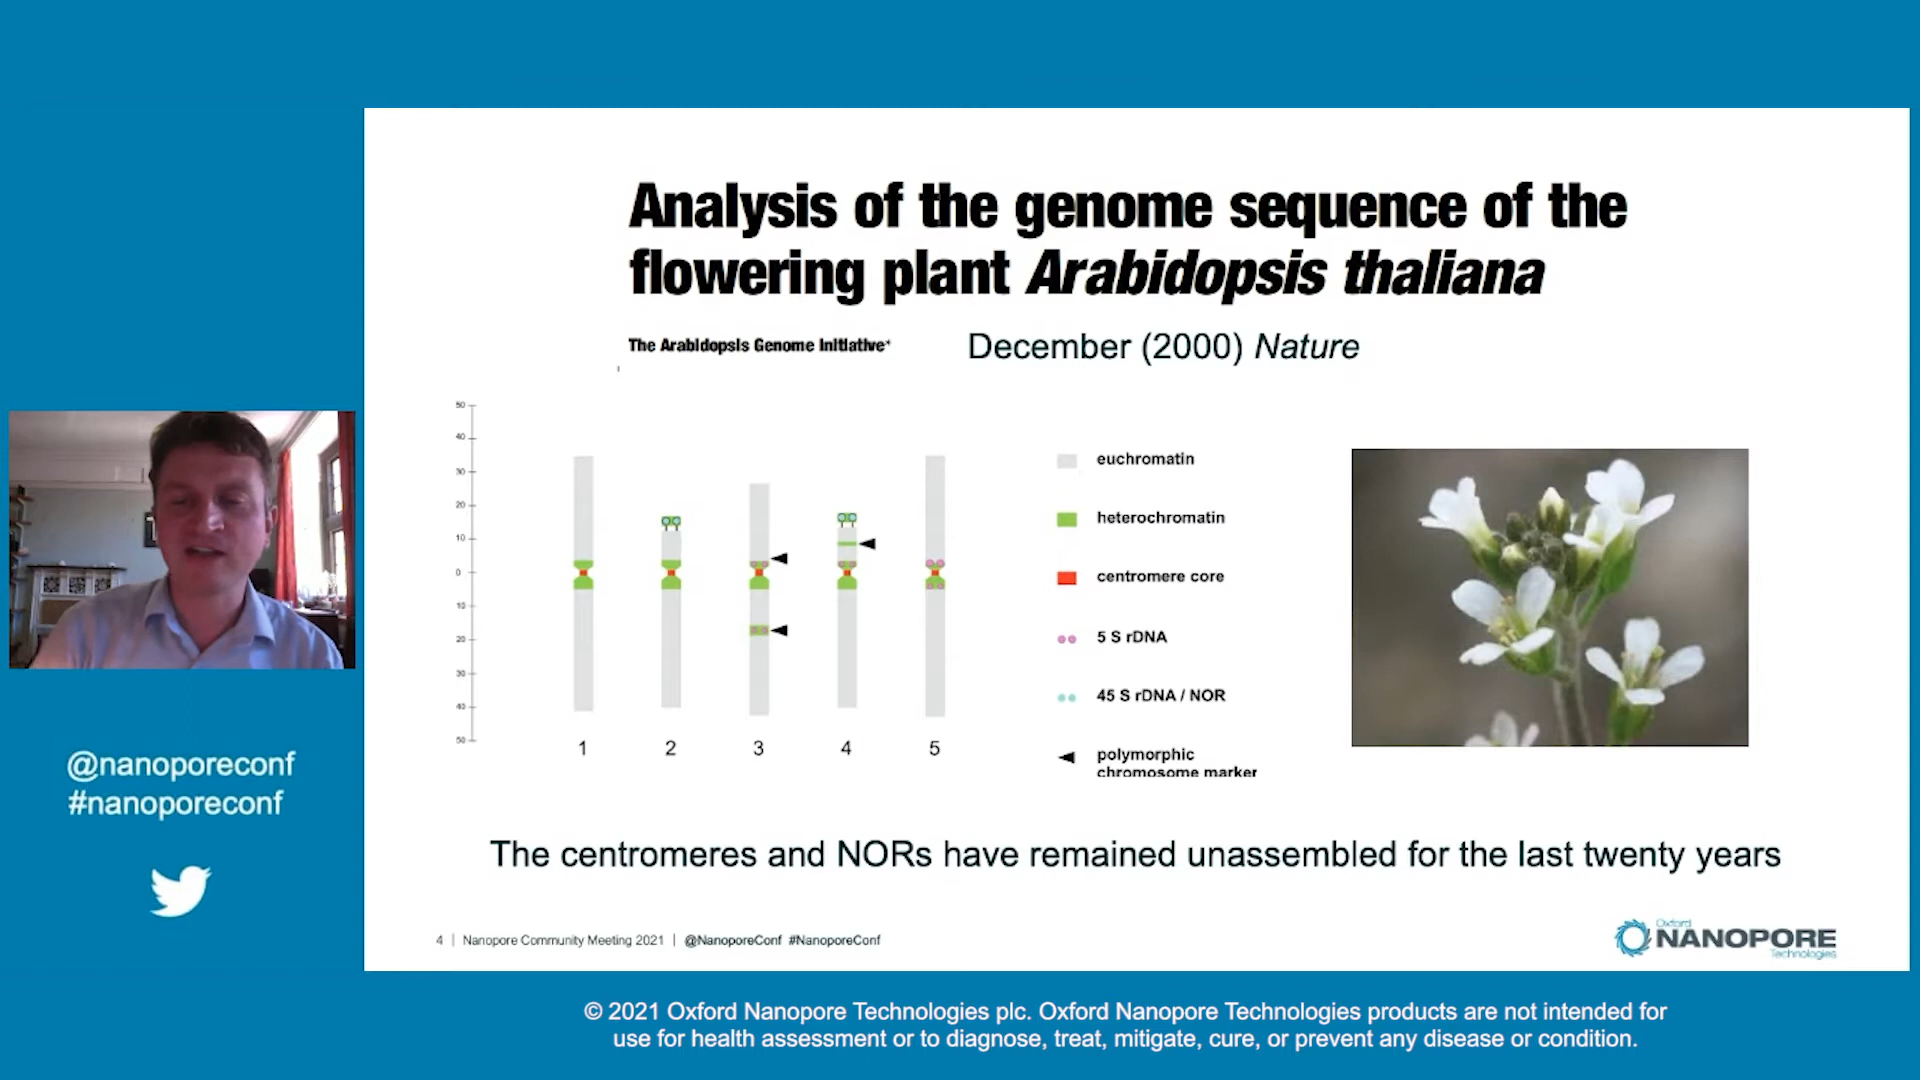 Analysis of the genome sequence of the
flowering plant Arabidopsis thaliana
The Arabidopsis Genome Initiative*
December (2000) Nature
50
40
30
20
10
0
10
20
30
40
50
1 2 3 4 5
euchromatin
heterochromatin
centromere core
5 S rDNA
45 S rDNA / NOR
polymorphic
chromosome marker
The centromeres and NORs have remained unassembled for the last twenty years
4 | Nanopore Community Meeting 2021 | @NanoporeConf #NanoporeConf
Oxford
NANOPORE
Technologies
@nanoporeconf
#nanoporeconf
© 2021 Oxford Nanopore Technologies plc. Oxford Nanopore Technologies products are not intended for
use for health assessment or to diagnose, treat, mitigate, cure, or prevent any disease or condition.